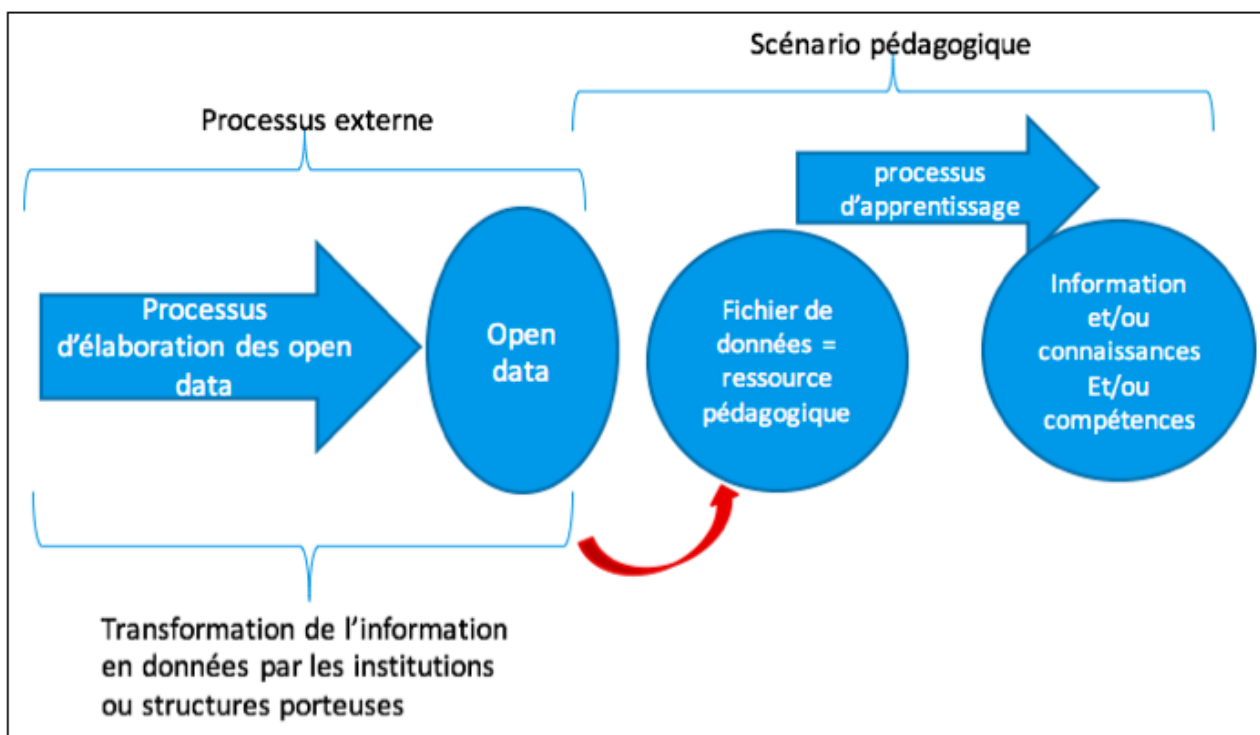 Scénario pédagogique
Processus externe
processus
d'apprentissage
Processus
d'élaboration des open
data
Open
data
Fichier de
données =
ressource
pédagogique
Information
et/ou
connaissances
Et/ou
compétences
Transformation de l'information
en données par les institutions
ou structures porteuses